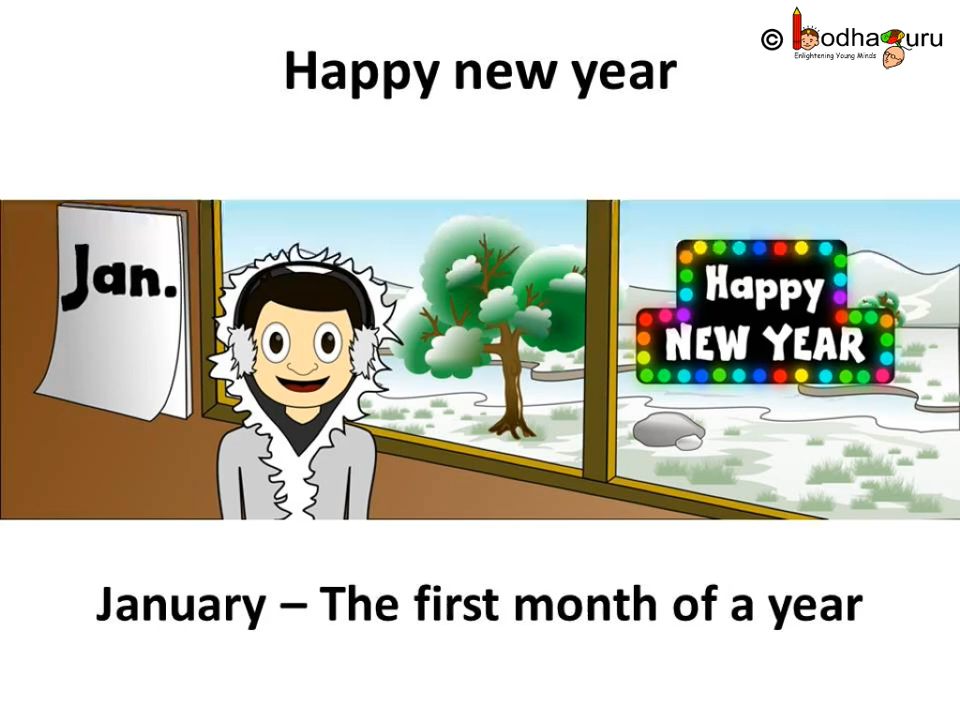 Happy new year
© BodhaGuru
Enlightening Young Minds
Jan.
Happy
NEW YEAR
January – The first month of a year